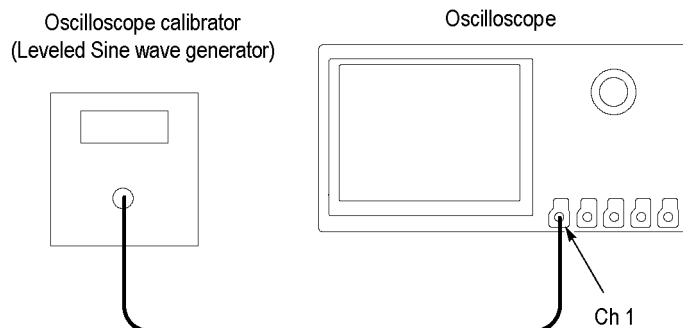 Oscilloscope calibrator
(Leveled Sine wave generator)
Oscilloscope
Ch 1